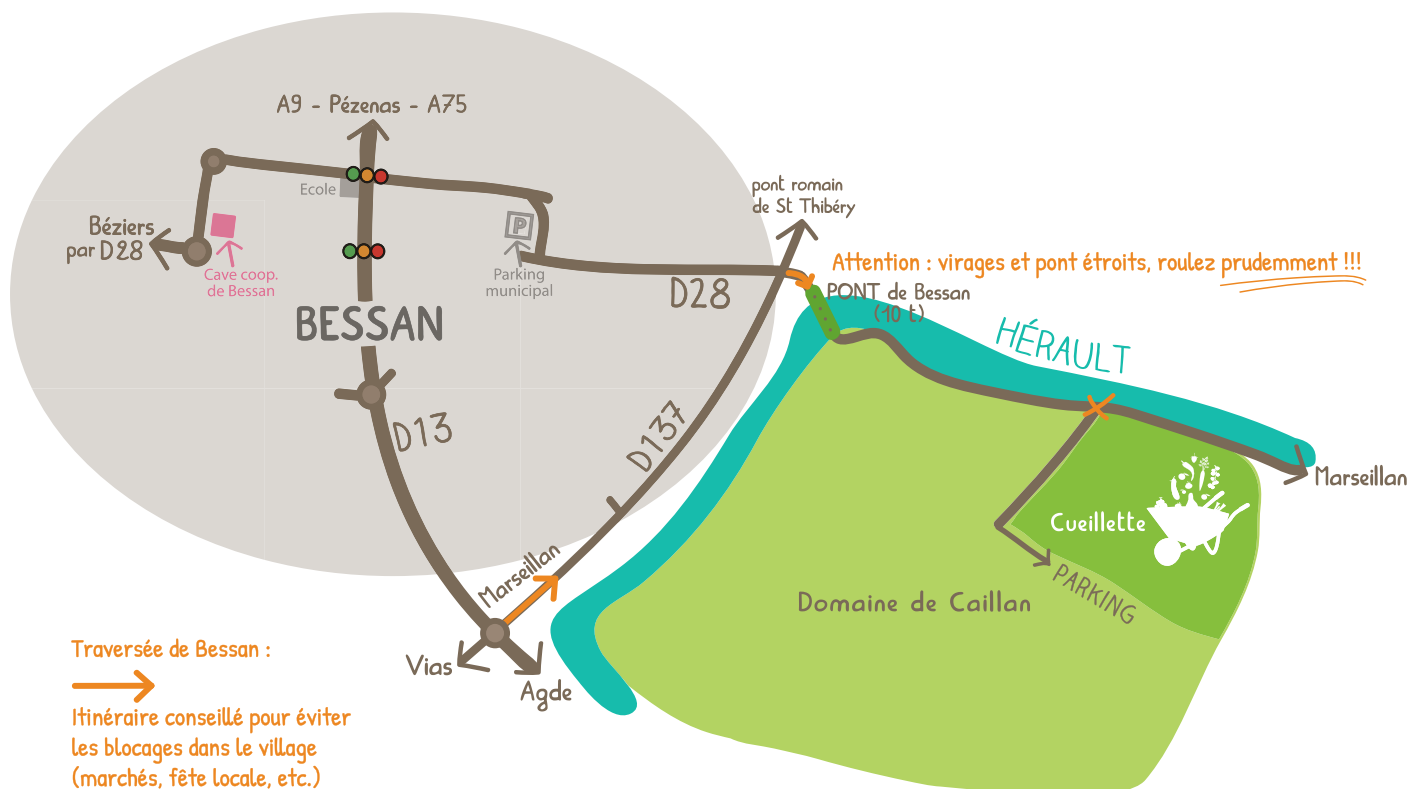 A9 - Pézenas - A75
Ecole
Béziers
par D28
Cave coop.
de Bessan
P
Parking
municipal
pont romain
de St Thibéry
Attention : virages et pont étroits, roulez prudemment !!!
D28
PONT de Bessan
(10 t)
BESSAN
HÉRAULT
D13
D137
Marseillan
Cueillette
Marseillan
PARKING
Domaine de Caillan
Vias
Agde
Traversée de Bessan :
Itinéraire conseillé pour éviter
les blocages dans le village
(marchés, fête locale, etc.)